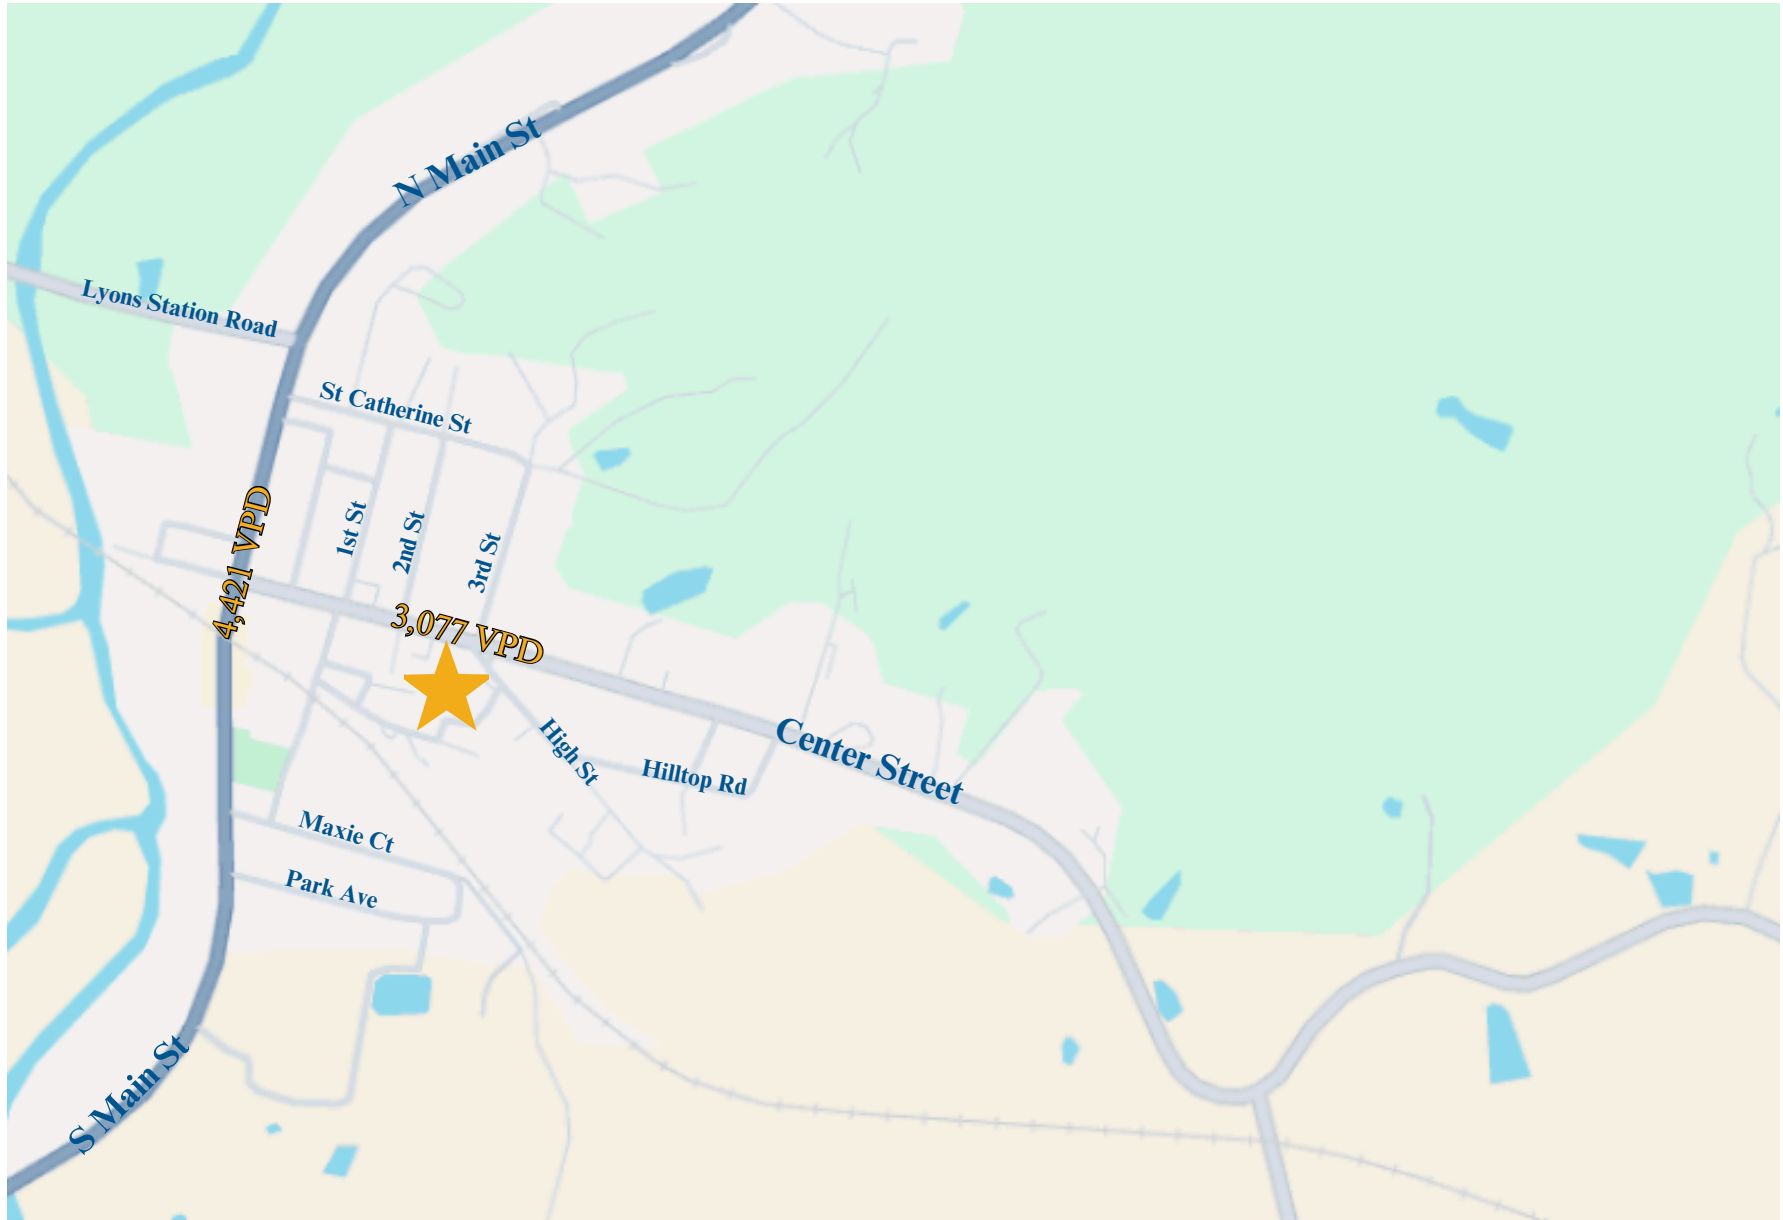 N Main St
Lyons Station Road
St Catherine St
4,421 VPD
1st St
2nd St
3rd St
3,077 VPD
High St
Hilltop Rd
Center Street
Maxie Ct
Park Ave
S Main St